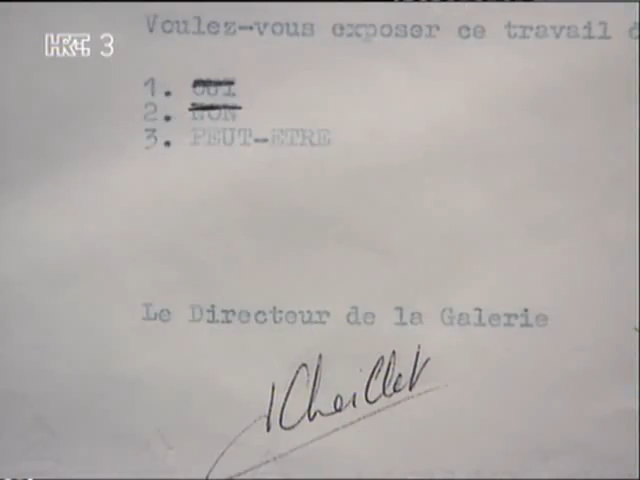 Voulez-vous exposer ce travail d
HRT 3
1. OUI
2. NON
3. PEUT-ETRE
Le Directeur de la Galerie